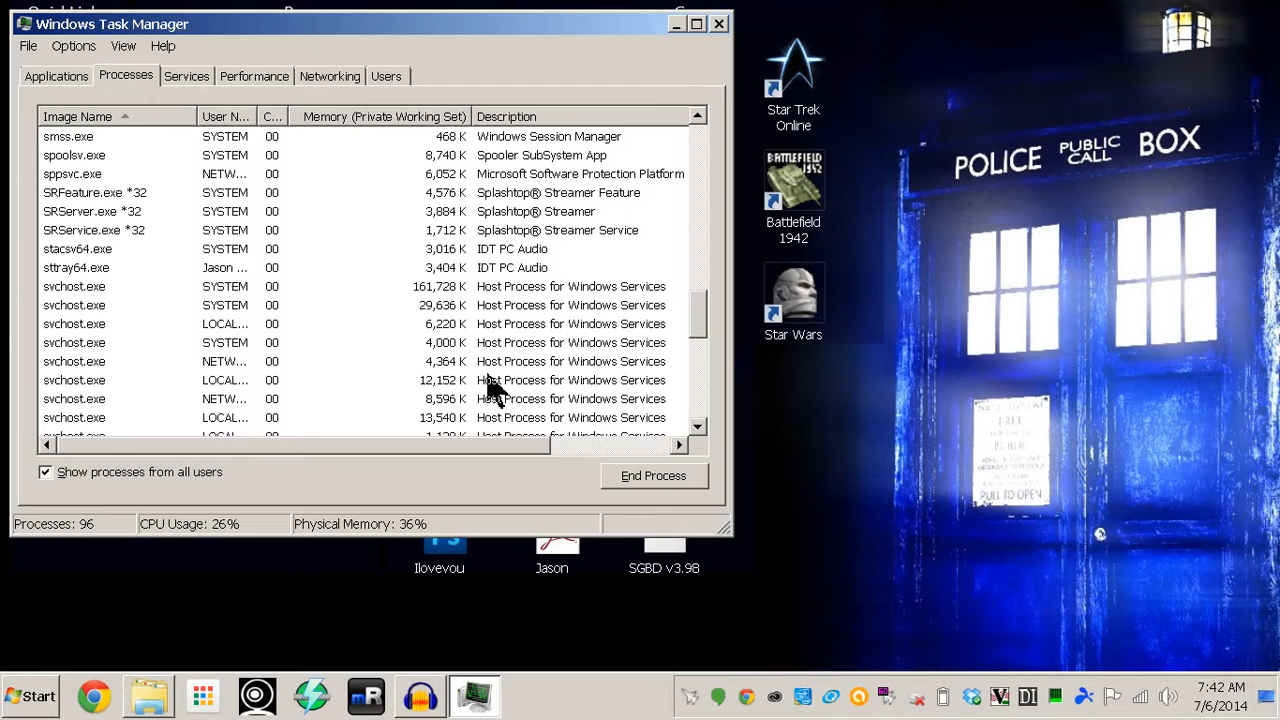 Windows Task Manager
File Options View Help
Applications Processes Services Performance Networking Users
Image Name User N... C... Memory (Private Working Set) Description
smss.exe SYSTEM 00 468 K Windows Session Manager
spoolsv.exe SYSTEM 00 8,740 K Spooler SubSystem App
sppsvc.exe NETW... 00 6,052 K Microsoft Software Protection Platform
SRFeature.exe *32 SYSTEM 00 4,576 K Splashtop® Streamer Feature
SRServer.exe *32 SYSTEM 00 3,884 K Splashtop® Streamer
SRService.exe *32 SYSTEM 00 1,712 K Splashtop® Streamer Service
stacsv64.exe SYSTEM 00 3,016 K IDT PC Audio
sttray64.exe Jason ... 00 3,404 K IDT PC Audio
svchost.exe SYSTEM 00 161,728 K Host Process for Windows Services
svchost.exe SYSTEM 00 29,636 K Host Process for Windows Services
svchost.exe LOCAL... 00 6,220 K Host Process for Windows Services
svchost.exe SYSTEM 00 4,000 K Host Process for Windows Services
svchost.exe NETW... 00 4,364 K Host Process for Windows Services
svchost.exe LOCAL... 00 12,152 K Host Process for Windows Services
svchost.exe NETW... 00 8,596 K Host Process for Windows Services
svchost.exe LOCAL... 00 13,540 K Host Process for Windows Services
Show processes from all users
End Process
Processes: 96 CPU Usage: 26% Physical Memory: 36%
Star Trek
Online
BATTLEFIELD
1942
Battlefield
1942
Star Wars
POLICE PUBLIC CALL BOX
FREE
PULL TO OPEN
Ps
Ilovevou Jason SGBD v3.98
Start
mR
DI
7:42 AM
7/6/2014